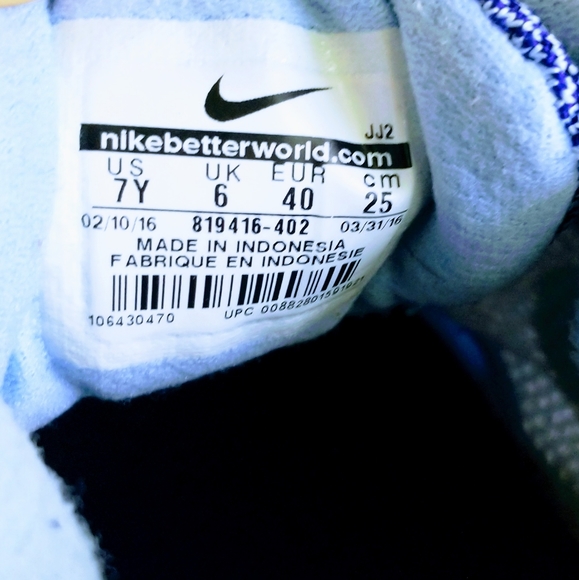 JJ2
nikebetterworld.com
US UK EUR cm
7Y 6 40 25
02/10/16 819416-402 03/31/16
MADE IN INDONESIA
FABRIQUE EN INDONESIE
106430470 UPC